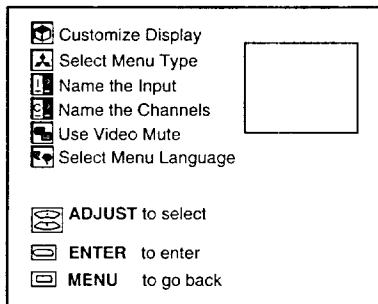 Customize Display
Select Menu Type
Name the Input
Name the Channels
Use Video Mute
Select Menu Language
ADJUST to select
ENTER to enter
MENU to go back